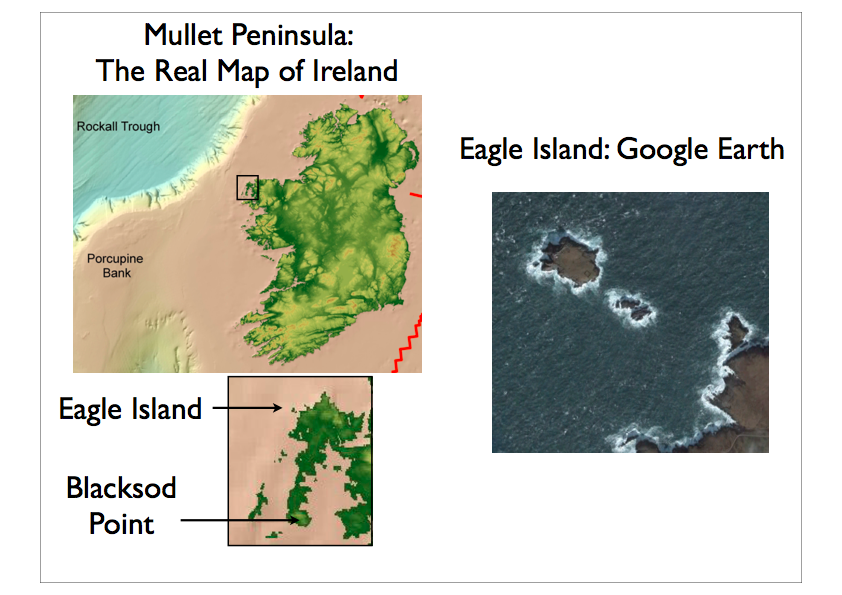 Mullet Peninsula:
The Real Map of Ireland
Rockall Trough
Porcupine
Bank
Eagle Island: Google Earth
Eagle Island
Blacksod
Point